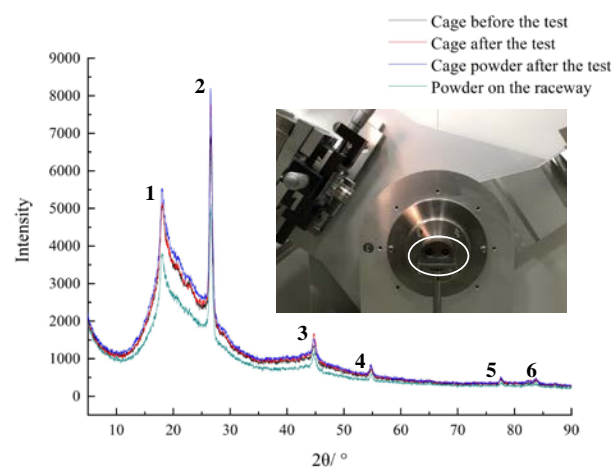 Cage before the test
Cage after the test
Cage powder after the test
Powder on the raceway
9000
8000
7000
6000
5000
4000
3000
2000
1000
0
Intensity
1
2
3
4
5
6
10 20 30 40 50 60 70 80 90
2θ/ °